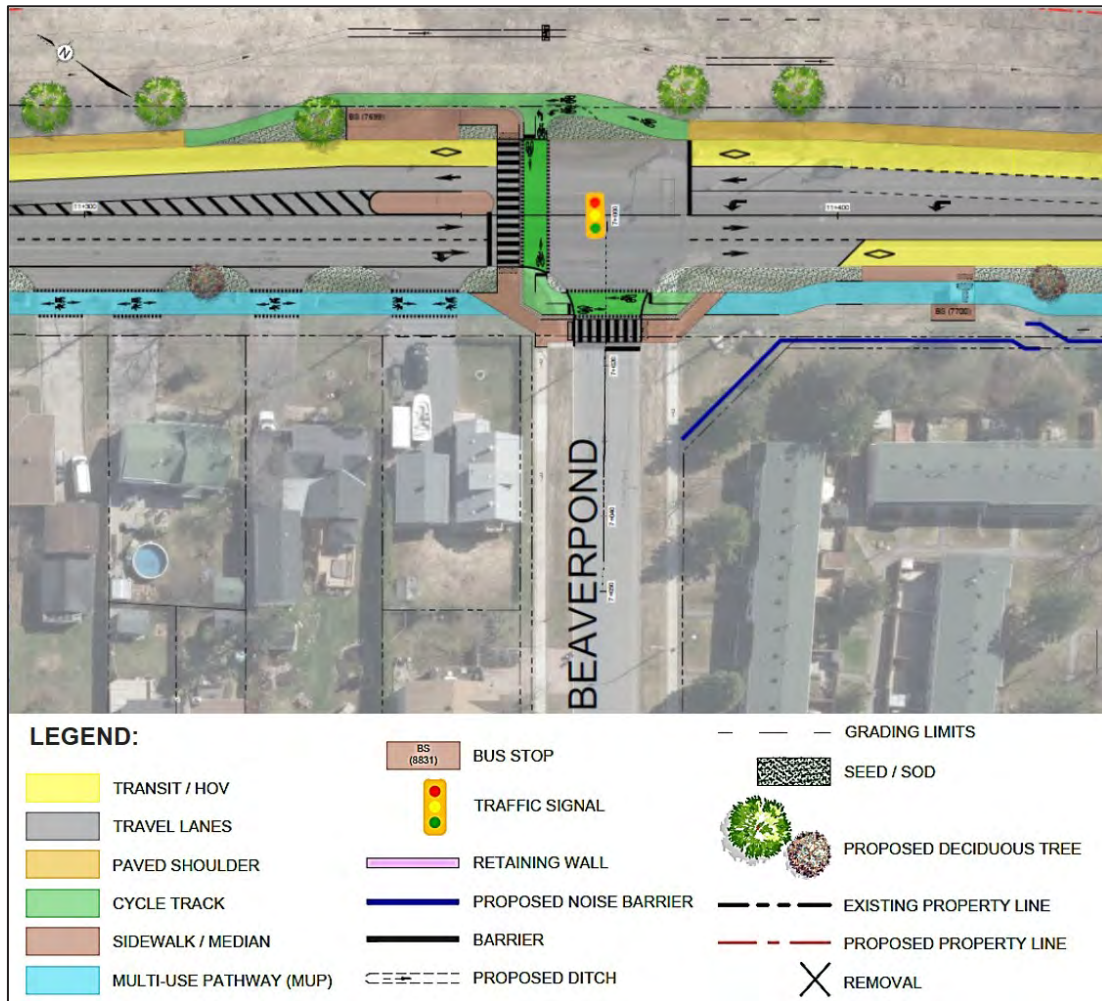 N
BS (7699)
11+300
11+400
BS (7700)
BEAVERPOND
LEGEND:
TRANSIT / HOV
TRAVEL LANES
PAVED SHOULDER
CYCLE TRACK
SIDEWALK / MEDIAN
MULTI-USE PATHWAY (MUP)
BS
(8831)
BUS STOP
TRAFFIC SIGNAL
RETAINING WALL
PROPOSED NOISE BARRIER
BARRIER
PROPOSED DITCH
GRADING LIMITS
SEED / SOD
PROPOSED DECIDUOUS TREE
EXISTING PROPERTY LINE
PROPOSED PROPERTY LINE
REMOVAL